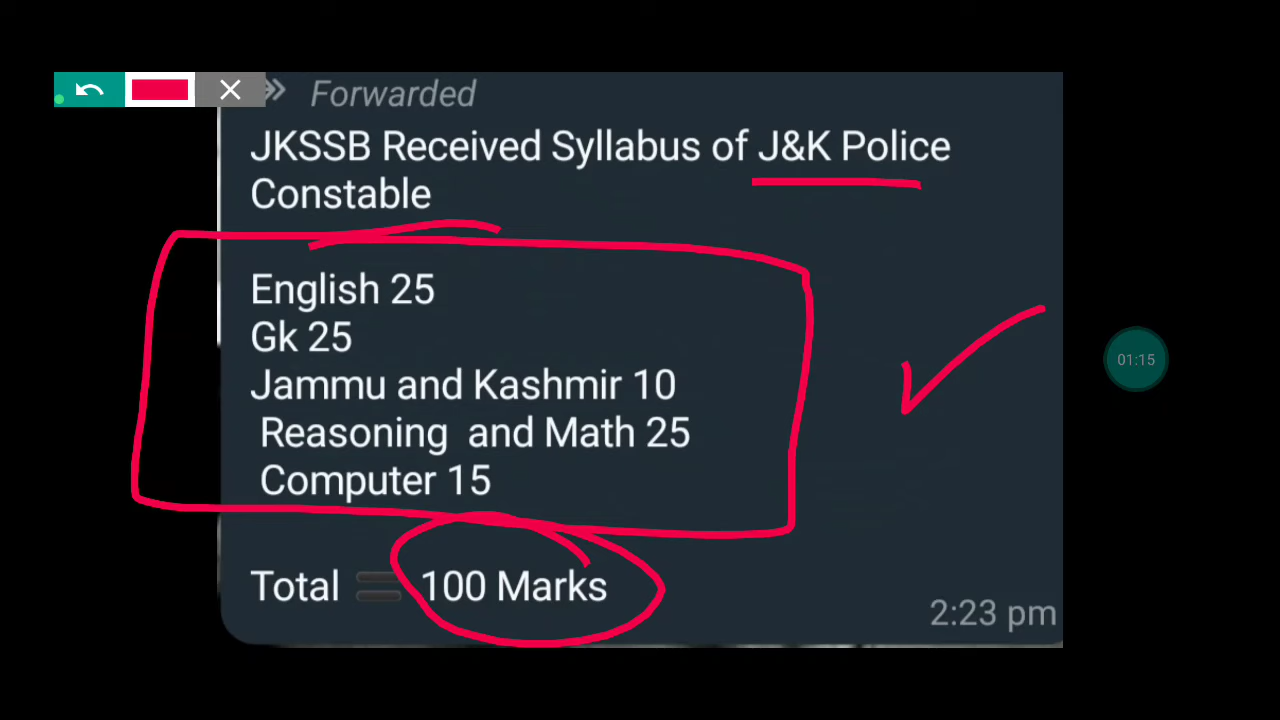 Forwarded
JKSSB Received Syllabus of J&K Police
Constable
English 25
Gk 25
Jammu and Kashmir 10
Reasoning and Math 25
Computer 15
Total = 100 Marks
2:23 pm
01:15